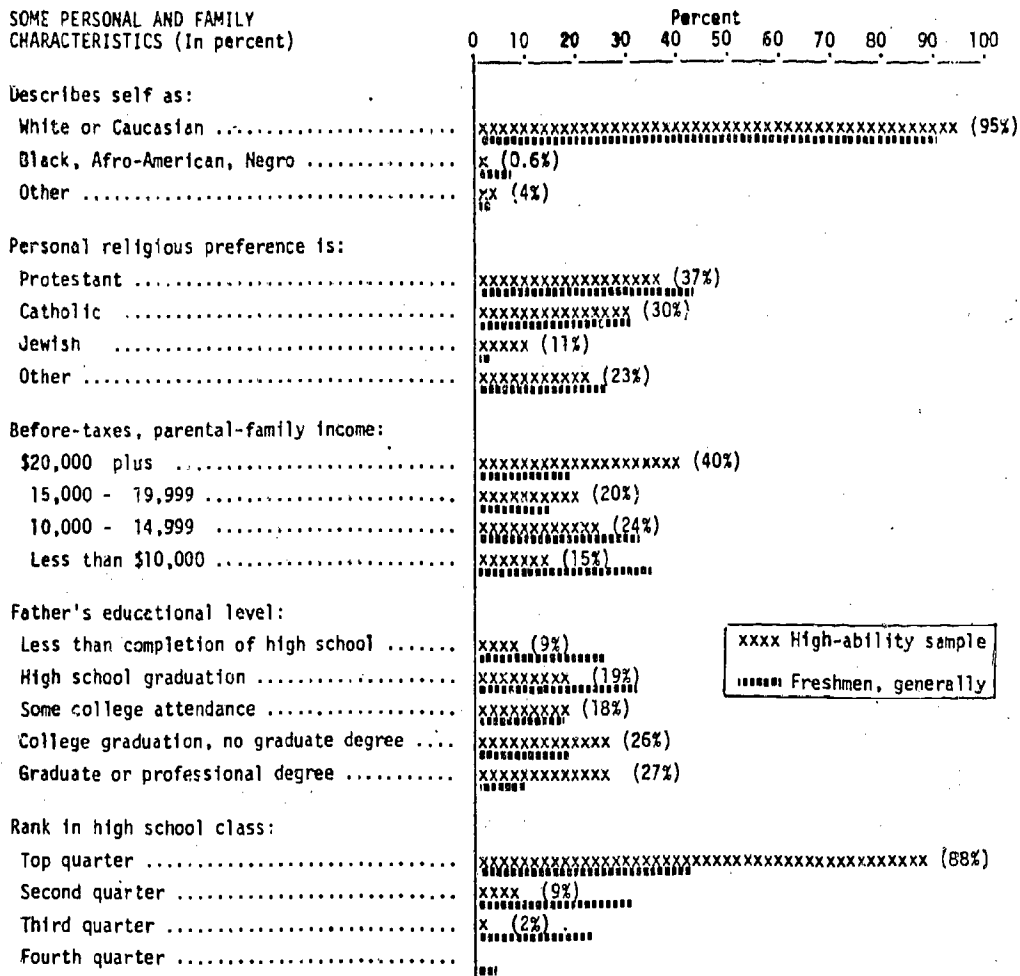 SOME PERSONAL AND FAMILY
CHARACTERISTICS (In percent)
Percent
0 10 20 30 40 50 60 70 80 90 100
Describes self as:
White or Caucasian .................... xxxxxxxxxxxxxxxxxxxxxxxxxxxxxxxxxxxxxxxxxxxxxxx (95%)
Black, Afro-American, Negro .............. x (0.6%)
Other .................................. xx (4%)
Personal religious preference is:
Protestant ............................. xxxxxxxxxxxxxxxxxx (37%)
Catholic .............................. xxxxxxxxxxxxxxx (30%)
Jewish ............................... xxxxx (11%)
Other .................................. xxxxxxxxxxx (23%)
Before-taxes, parental-family income:
$20,000 plus .......................... xxxxxxxxxxxxxxxxxxxx (40%)
15,000 - 19,999 ........................ xxxxxxxxxx (20%)
10,000 - 14,999 ....................... xxxxxxxxxxxx (24%)
Less than $10,000 ...................... xxxxxxx (15%)
Father's educational level:
Less than completion of high school ....... xxxx (9%)
High school graduation .................... xxxxxxxxx (19%)
Some college attendance .................. xxxxxxxxx (18%)
College graduation, no graduate degree .... xxxxxxxxxxxxx (26%)
Graduate or professional degree ........... xxxxxxxxxxxxx (27%)
xxxx High-ability sample
Freshmen, generally
Rank in high school class:
Top quarter .............................. xxxxxxxxxxxxxxxxxxxxxxxxxxxxxxxxxxxxxxxxxxxx (88%)
Second quarter ........................... xxxx (9%)
Third quarter ............................ x (2%)
Fourth quarter ...........................